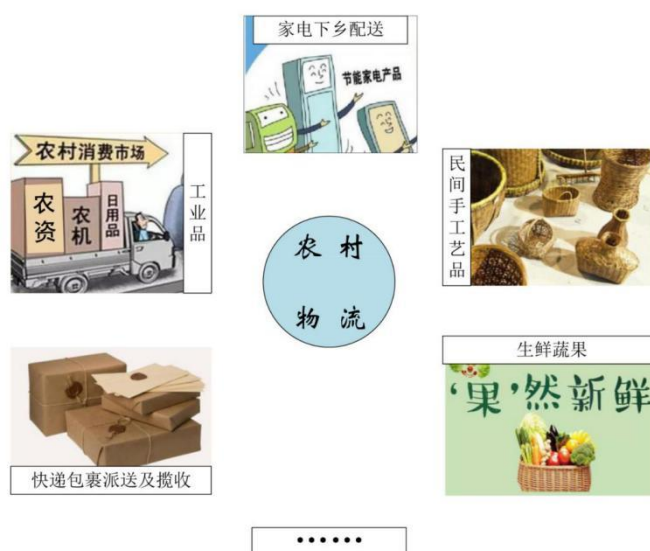 家电下乡配送
节能家电产品
农村消费市场
农资
农机
日用品
工业品
民间手工艺品
农村
物流
生鲜蔬果
‘果’然新鲜
快递包裹派送及揽收
……